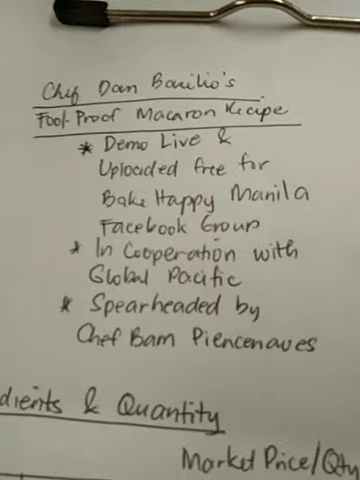 Chef Dan Basilio's
Fool-Proof Macaron Recipe
* Demo Live &
Uploaded free for
Bake Happy Manila
Facebook Group
* In Cooperation with
Global Pacific
* Spearheaded by
Chef Bam Piencenaves
dients & Quantity
Market Price/Qty